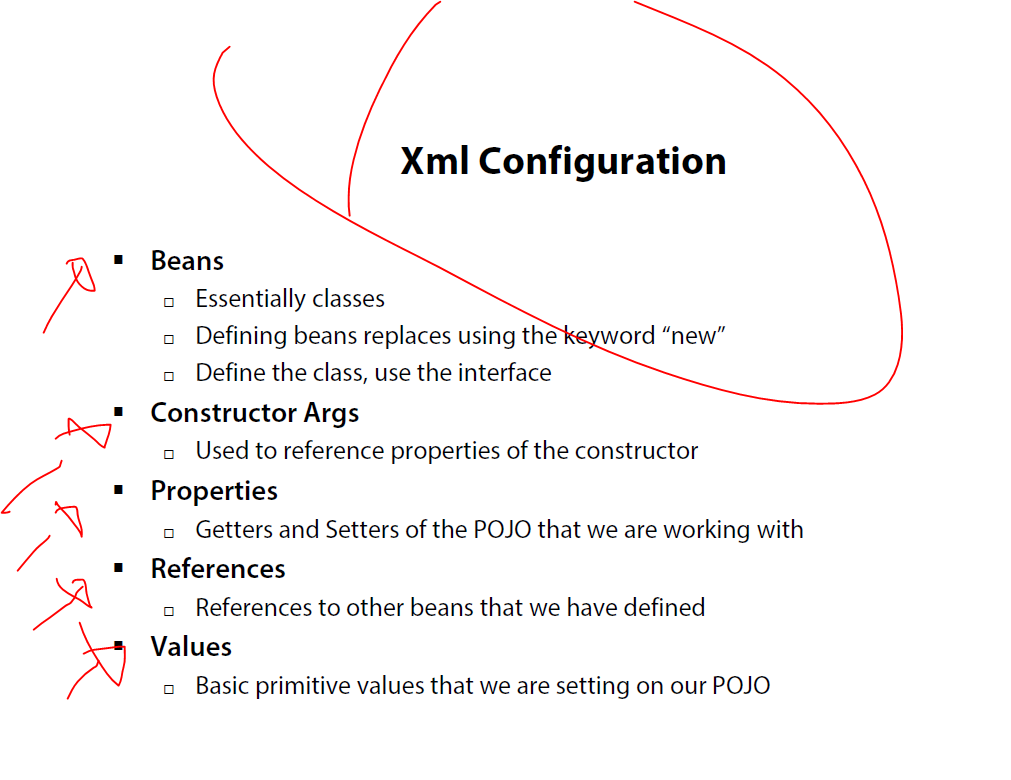 Xml Configuration
Beans
Essentially classes
Defining beans replaces using the keyword “new”
Define the class, use the interface
Constructor Args
Used to reference properties of the constructor
Properties
Getters and Setters of the POJO that we are working with
References
References to other beans that we have defined
Values
Basic primitive values that we are setting on our POJO